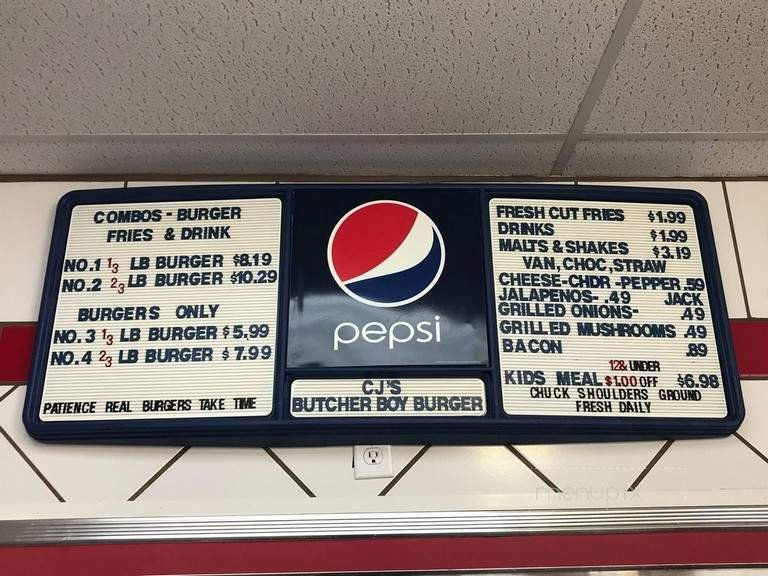 COMBOS - BURGER
FRIES & DRINK
NO.1 1/3 LB BURGER $8.19
NO.2 2/3 LB BURGER $10.29
BURGERS ONLY
NO.3 1/3 LB BURGER $5.99
NO.4 2/3 LB BURGER $7.99
PATIENCE REAL BURGERS TAKE TIME
pepsi
CJ'S
BUTCHER BOY BURGER
FRESH CUT FRIES $1.99
DRINKS $1.99
MALTS & SHAKES $3.19
VAN, CHOC, STRAW
CHEESE-CHDR-PEPPER .59
JALAPENOS- .49 JACK
GRILLED ONIONS- .49
GRILLED MUSHROOMS .49
BACON .89
12& UNDER
KIDS MEAL $1.00 OFF $6.98
CHUCK SHOULDERS GROUND
FRESH DAILY
menupix